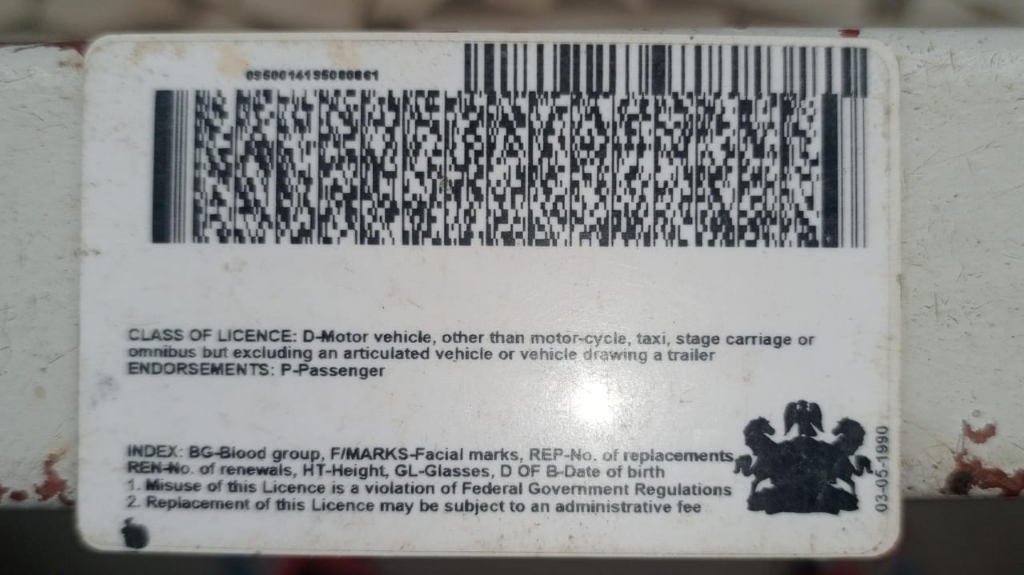 0950014195080861
CLASS OF LICENCE: D-Motor vehicle, other than motor-cycle, taxi, stage carriage or
omnibus but excluding an articulated vehicle or vehicle drawing a trailer
ENDORSEMENTS: P-Passenger
INDEX: BG-Blood group, F/MARKS-Facial marks, REP-No. of replacements
REN-No. of renewals, HT-Height, GL-Glasses, D OF B-Date of birth
1. Misuse of this Licence is a violation of Federal Government Regulations
2. Replacement of this Licence may be subject to an administrative fee
03-05-1990